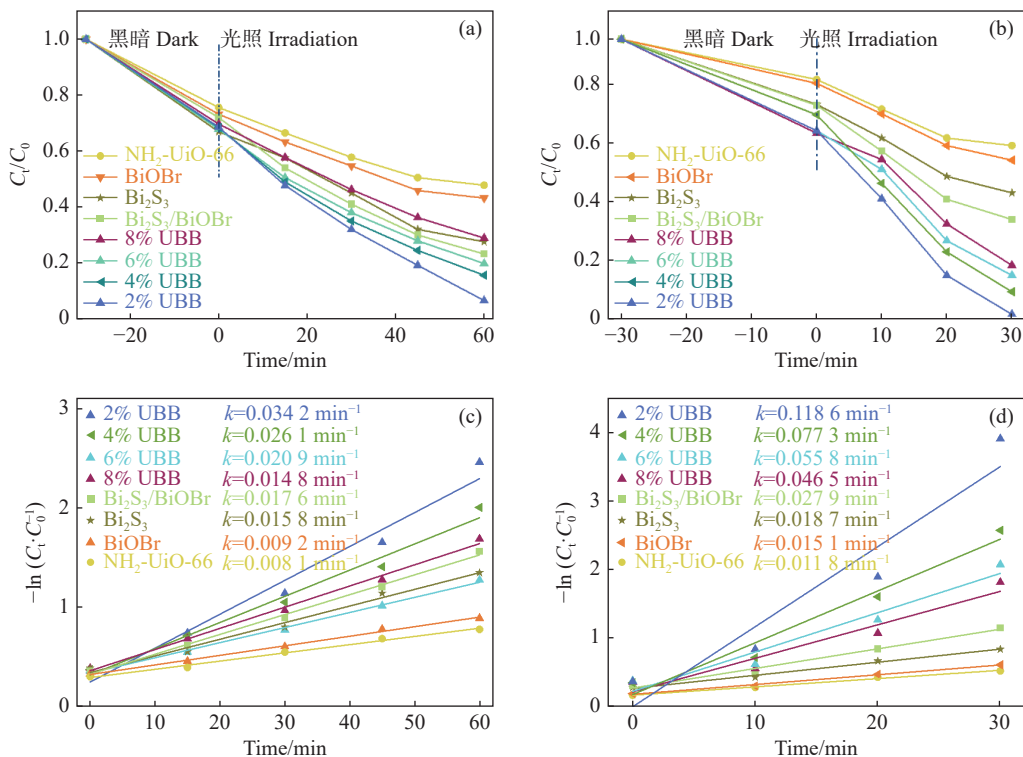 (a)
黑暗 Dark 光照 Irradiation
1.0
0.8
0.6
0.4
0.2
0
Cₜ/C₀
NH₂-UiO-66
BiOBr
Bi₂S₃
Bi₂S₃/BiOBr
8% UBB
6% UBB
4% UBB
2% UBB
−20 0 20 40 60
Time/min
(b)
黑暗 Dark 光照 Irradiation
1.0
0.8
0.6
0.4
0.2
0
Cₜ/C₀
NH₂-UiO-66
BiOBr
Bi₂S₃
Bi₂S₃/BiOBr
8% UBB
6% UBB
4% UBB
2% UBB
−30 −20 −10 0 10 20 30
Time/min
(c)
3
2
1
0
−ln (Cₜ·C₀⁻¹)
2% UBB k=0.034 2 min⁻¹
4% UBB k=0.026 1 min⁻¹
6% UBB k=0.020 9 min⁻¹
8% UBB k=0.014 8 min⁻¹
Bi₂S₃/BiOBr k=0.017 6 min⁻¹
Bi₂S₃ k=0.015 8 min⁻¹
BiOBr k=0.009 2 min⁻¹
NH₂-UiO-66 k=0.008 1 min⁻¹
0 15 30 45 60
Time/min
(d)
4
3
2
1
0
−ln (Cₜ·C₀⁻¹)
2% UBB k=0.118 6 min⁻¹
4% UBB k=0.077 3 min⁻¹
6% UBB k=0.055 8 min⁻¹
8% UBB k=0.046 5 min⁻¹
Bi₂S₃/BiOBr k=0.027 9 min⁻¹
Bi₂S₃ k=0.018 7 min⁻¹
BiOBr k=0.015 1 min⁻¹
NH₂-UiO-66 k=0.011 8 min⁻¹
0 10 20 30
Time/min